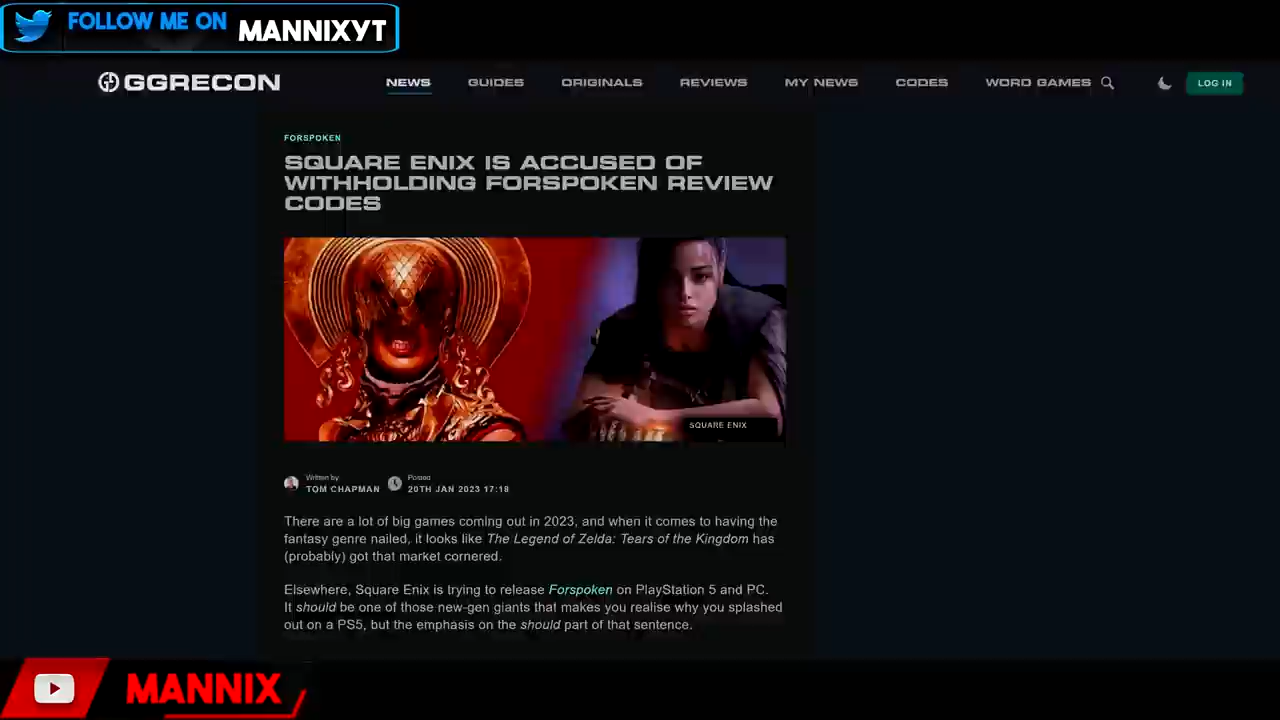 FOLLOW ME ON MANNIXYT
GGRECON
NEWS GUIDES ORIGINALS REVIEWS MY NEWS CODES WORD GAMES LOG IN
FORSPOKEN
SQUARE ENIX IS ACCUSED OF
WITHHOLDING FORSPOKEN REVIEW
CODES
SQUARE ENIX
Written by
TOM CHAPMAN
Posted
20TH JAN 2023 17:18
There are a lot of big games coming out in 2023, and when it comes to having the
fantasy genre nailed, it looks like The Legend of Zelda: Tears of the Kingdom has
(probably) got that market cornered.
Elsewhere, Square Enix is trying to release Forspoken on PlayStation 5 and PC.
It should be one of those new-gen giants that makes you realise why you splashed
out on a PS5, but the emphasis on the should part of that sentence.
MANNIX